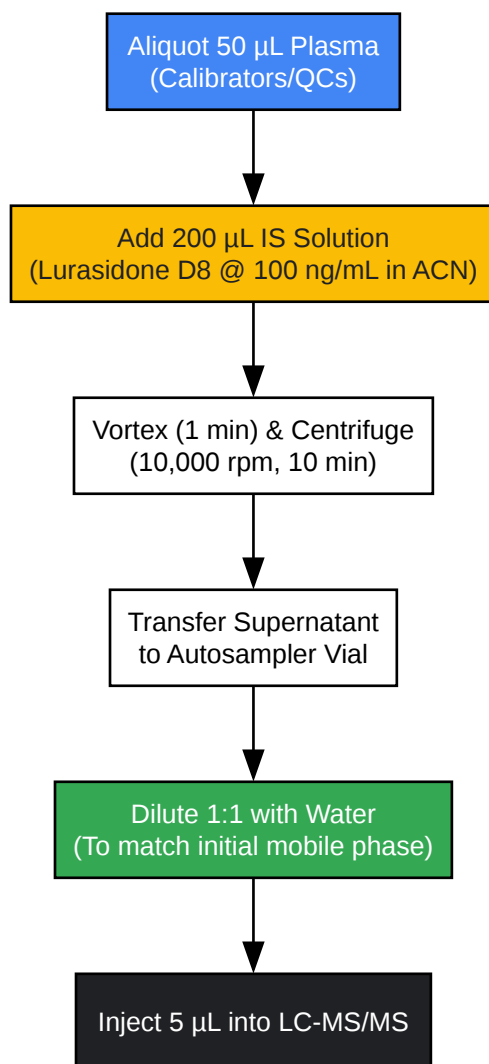 Aliquot 50 µL Plasma
(Calibrators/QCs)
Add 200 µL IS Solution
(Lurasidone D8 @ 100 ng/mL in ACN)
Vortex (1 min) & Centrifuge
(10,000 rpm, 10 min)
Transfer Supernatant
to Autosampler Vial
Dilute 1:1 with Water
(To match initial mobile phase)
Inject 5 µL into LC-MS/MS